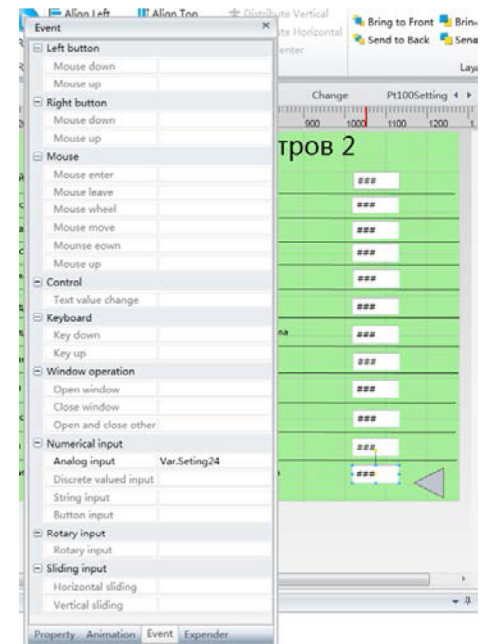 Align Left Align Top Distribute Vertical
Bring to Front
Send to Back
Event ×
Left button
Mouse down
Mouse up
Right button
Mouse down
Mouse up
Mouse
Mouse enter
Mouse leave
Mouse wheel
Mouse move
Mounse eown
Mouse up
Control
Text value change
Keyboard
Key down
Key up
Window operation
Open window
Close window
Open and close other
Numerical input
Analog input Var.Seting24
Discrete valued input
String input
Button input
Rotary input
Rotary input
Sliding input
Horizontal sliding
Vertical sliding
Property Animation Event Expender
Change Pt100Setting
900 1000 1100 1200
тров 2
###
###
###
###
###
###
###
###
###
###
###
###